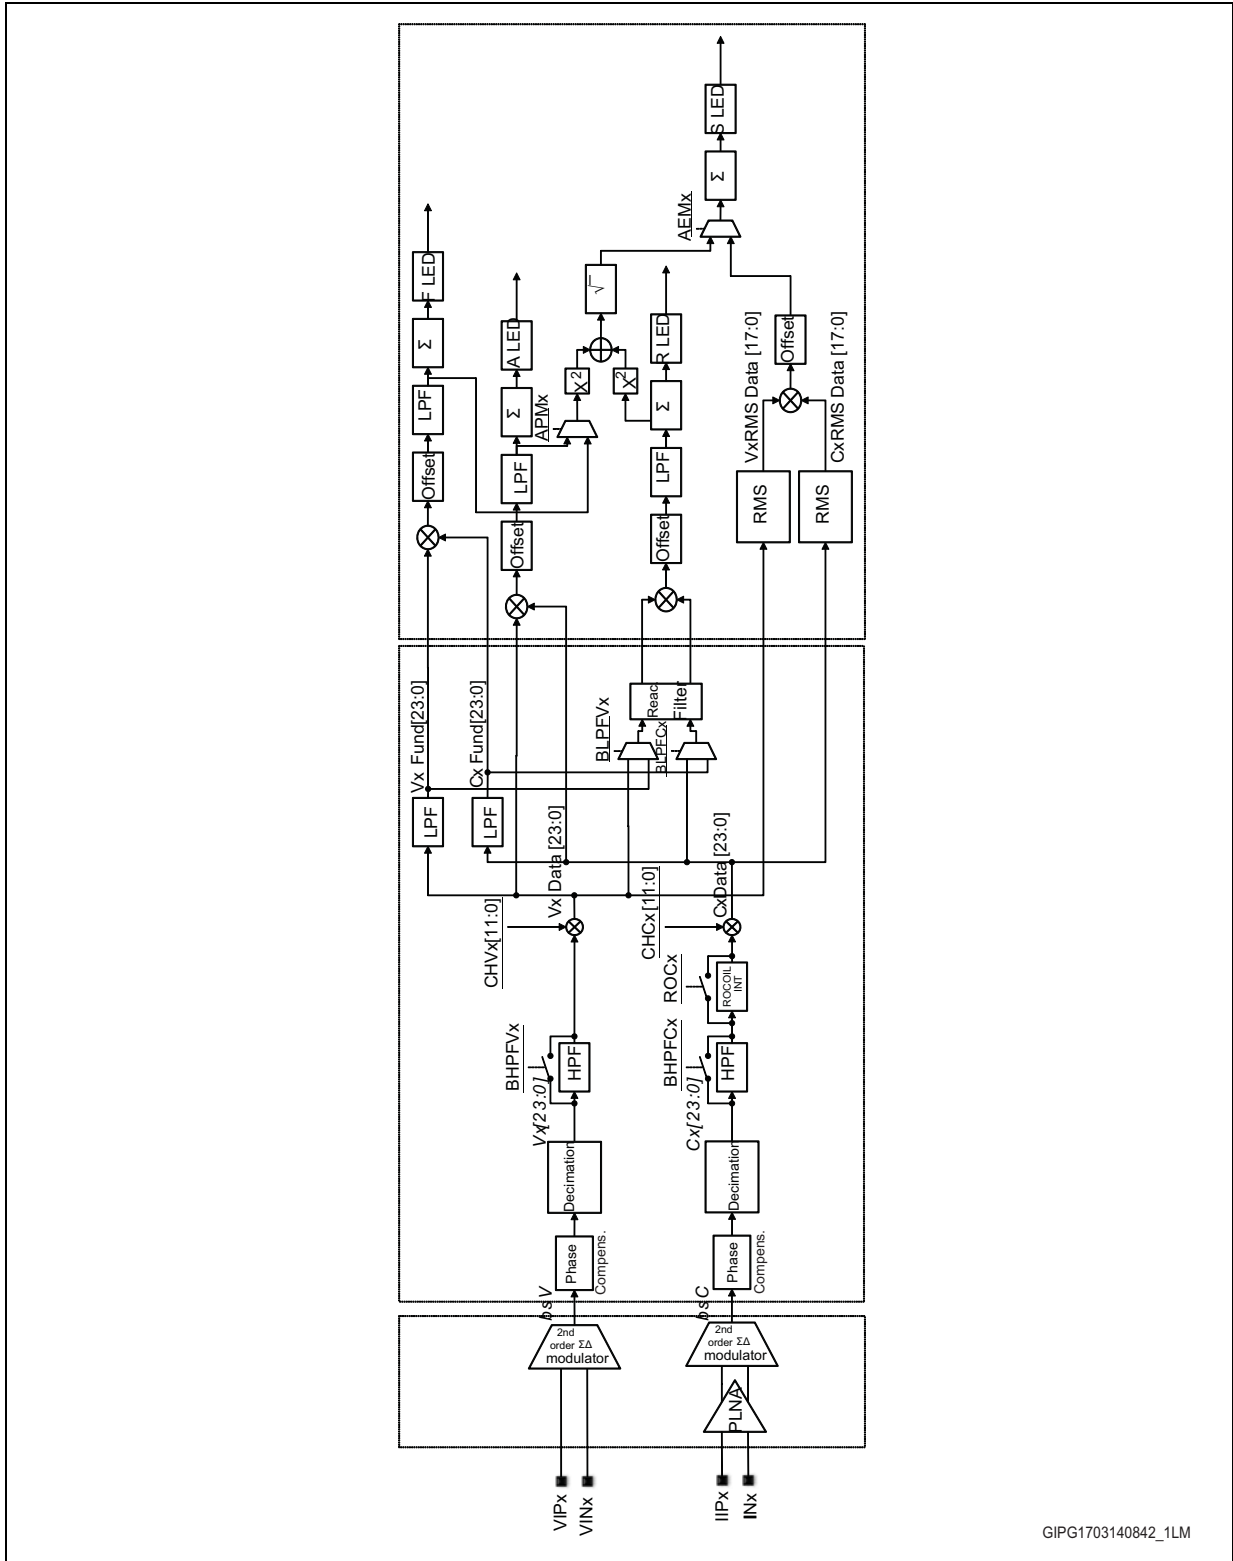 S LED
Σ
AEMx
F LED
Σ
LPF
Offset
A LED
Σ
APMx
LPF
Offset
√
X²
X²
R LED
Σ
LPF
Offset
Offset
VxRMS Data [17:0]
CxRMS Data [17:0]
RMS
RMS
Vx Fund[23:0]
Cx Fund[23:0]
LPF
LPF
BLPFVx
BLPFCx
Reac.
Filter
Vx Data [23:0]
CxData [23:0]
CHVx[11:0]
CHCx[11:0]
ROCx
ROCOIL
INT
BHPFVx
HPF
BHPFCx
HPF
Vx[23:0]
Cx[23:0]
Decimation
Decimation
Phase
Compens.
Phase
Compens.
bsV
bsC
2nd
order ΣΔ
modulator
2nd
order ΣΔ
modulator
PLNA
VIPx
VINx
IIPx
INx
GIPG1703140842_1LM